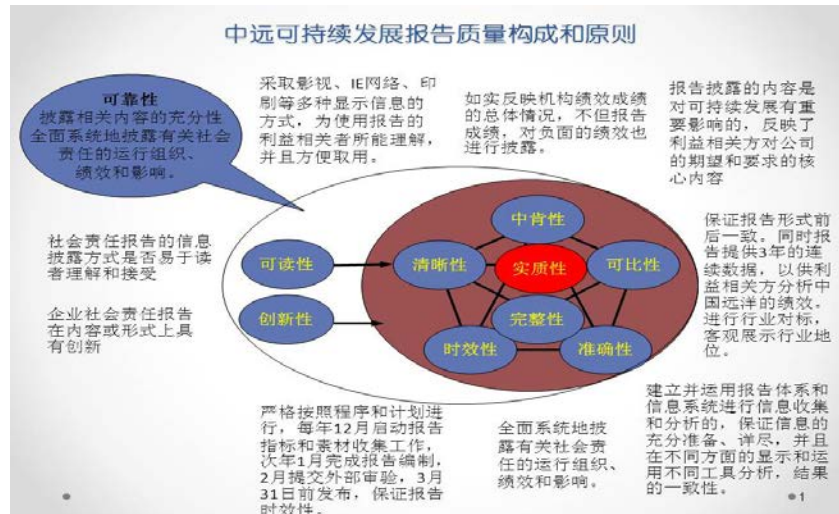 中远可持续发展报告质量构成和原则
可靠性
披露相关内容的充分性
全面系统地披露有关社会
责任的运行组织、
绩效和影响。
采取影视、IE网络、印
刷等多种显示信息的
方式，为使用报告的
利益相关者所能理解，
并且方便取用。
如实反映机构绩效成绩
的总体情况，不但报告
成绩，对负面的绩效也
进行披露。
报告披露的内容是
对可持续发展有重
要影响的，反映了
利益相关方对公司
的期望和要求的核
心内容
社会责任报告的信息
披露方式是否易于读
者理解和接受
企业社会责任报告
在内容或形式上具
有创新
可读性
创新性
中肯性
清晰性
实质性
可比性
完整性
时效性
准确性
保证报告形式前
后一致。同时报
告提供3年的连
续数据，以供利
益相关方分析中
国远洋的绩效。
进行行业对标，
客观展示行业地
位。
严格按照程序和计划进
行，每年12月启动报告
指标和素材收集工作，
次年1月完成报告编制，
2月提交外部审验，3月
31日前发布，保证报告
时效性。
全面系统地披
露有关社会责
任的运行组织、
绩效和影响。
建立并运用报告体系和
信息系统进行信息收集
和分析的，保证信息的
充分准备、详尽，并且
在不同方面的显示和运
用不同工具分析，结果
的一致性。
1